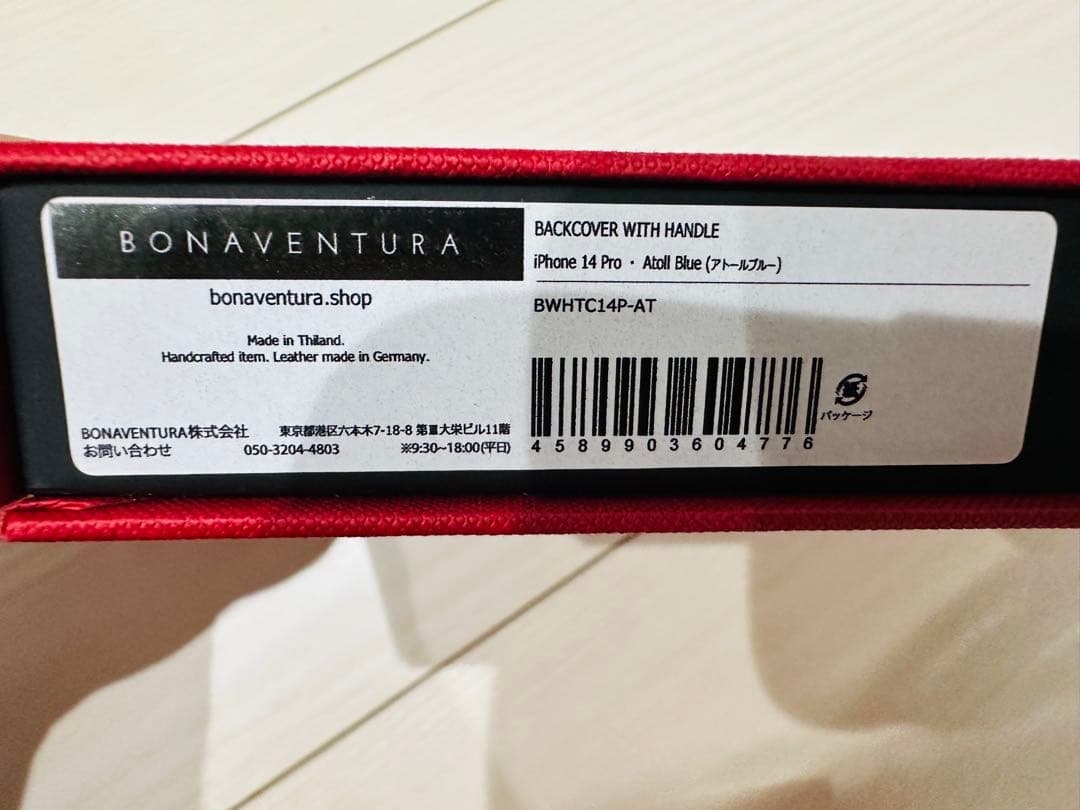 BONAVENTURA
bonaventura.shop
Made in Thiland.
Handcrafted item. Leather made in Germany.
BONAVENTURA株式会社 東京都港区六本木7-18-8 第Ⅲ大栄ビル11階
お問い合わせ 050-3204-4803 ※9:30~18:00(平日)
BACKCOVER WITH HANDLE
iPhone 14 Pro ・ Atoll Blue (アトールブルー)
BWHTC14P-AT
4589903604776
パッケージ